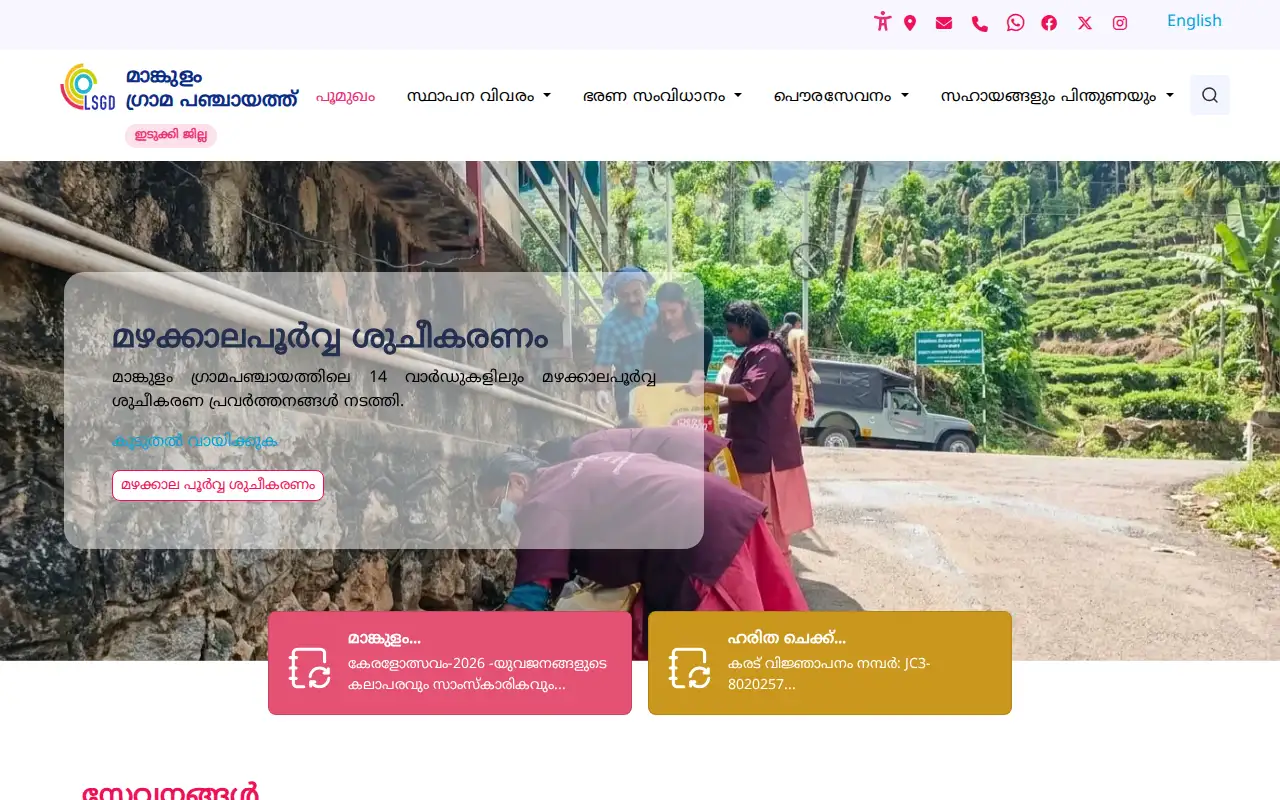 English
മാങ്കുളം
ഗ്രാമ പഞ്ചായത്ത്
LSGD
ഇടുക്കി ജില്ല
പൂമുഖം
സ്ഥാപന വിവരം
ഭരണ സംവിധാനം
പൌരസേവനം
സഹായങ്ങളും പിന്തുണയും
മഴക്കാലപൂർവ്വ ശുചീകരണം
മാങ്കുളം ഗ്രാമപഞ്ചായത്തിലെ 14 വാർഡുകളിലും മഴക്കാലപൂർവ്വ
ശുചീകരണ പ്രവർത്തനങ്ങൾ നടത്തി.
കൂടുതൽ വായിക്കുക
മഴക്കാല പൂർവ്വ ശുചീകരണം
മാങ്കുളം...
കേരളോത്സവം-2026 -യുവജനങ്ങളുടെ
കലാപരവും സാംസ്കാരികവും...
ഹരിത ചെക്ക്...
കരട് വിജ്ഞാപനം നമ്പർ: JC3-
8020257...
സേവനങ്ങൾ